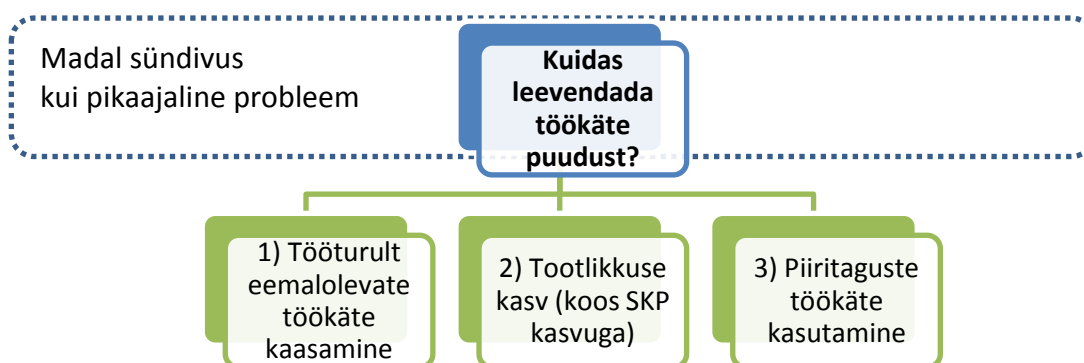 Madal sündivus
kui pikaajaline probleem
Kuidas
leevendada
töökäte
puudust?
1) Tööturult
eemalolevate
töökäte
kaasamine
2) Tootlikkuse
kasv (koos SKP
kasvuga)
3) Piiritaguste
töökäte
kasutamine